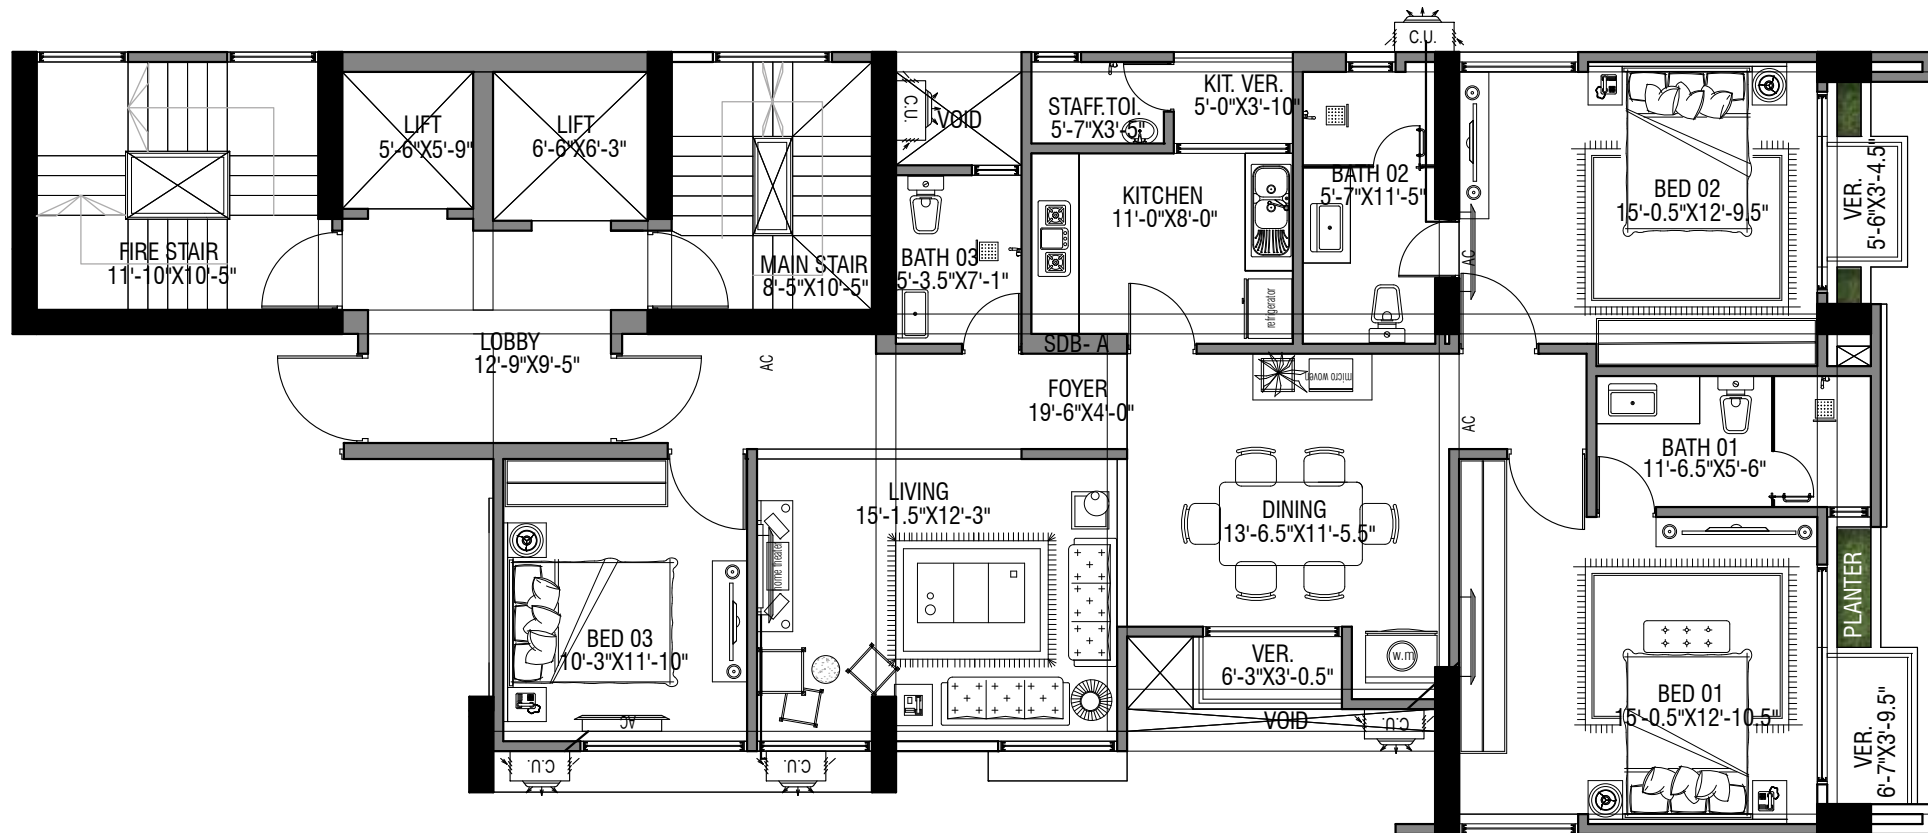 C.U.
LIFT
5'-6"X5'-9"
LIFT
6'-6"X6'-3"
C.U.
VOID
STAFF.TOI.
5'-7"X3'-5"
KIT. VER.
5'-0"X3'-10"
BATH 02
5'-7"X11'-5"
BED 02
15'-0.5"X12'-9.5"
VER.
5'-6"X3'-4.5"
KITCHEN
11'-0"X8'-0"
FIRE STAIR
11'-10"X10'-5"
MAIN STAIR
8'-5"X10'-5"
BATH 03
5'-3.5"X7'-1"
refrigerator
AC
LOBBY
12'-9"X9'-5"
AC
SDB- A
FOYER
19'-6"X4'-0"
micro woven
AC
BATH 01
11'-6.5"X5'-6"
LIVING
15'-1.5"X12'-3"
DINING
13'-6.5"X11'-5.5"
home theater
PLANTER
BED 03
10'-3"X11'-10"
VER.
6'-3"X3'-0.5"
W.M
BED 01
15'-0.5"X12'-10.5"
VER.
6'-7"X3'-9.5"
AC
VOID
C.U.
C.U.
C.U.